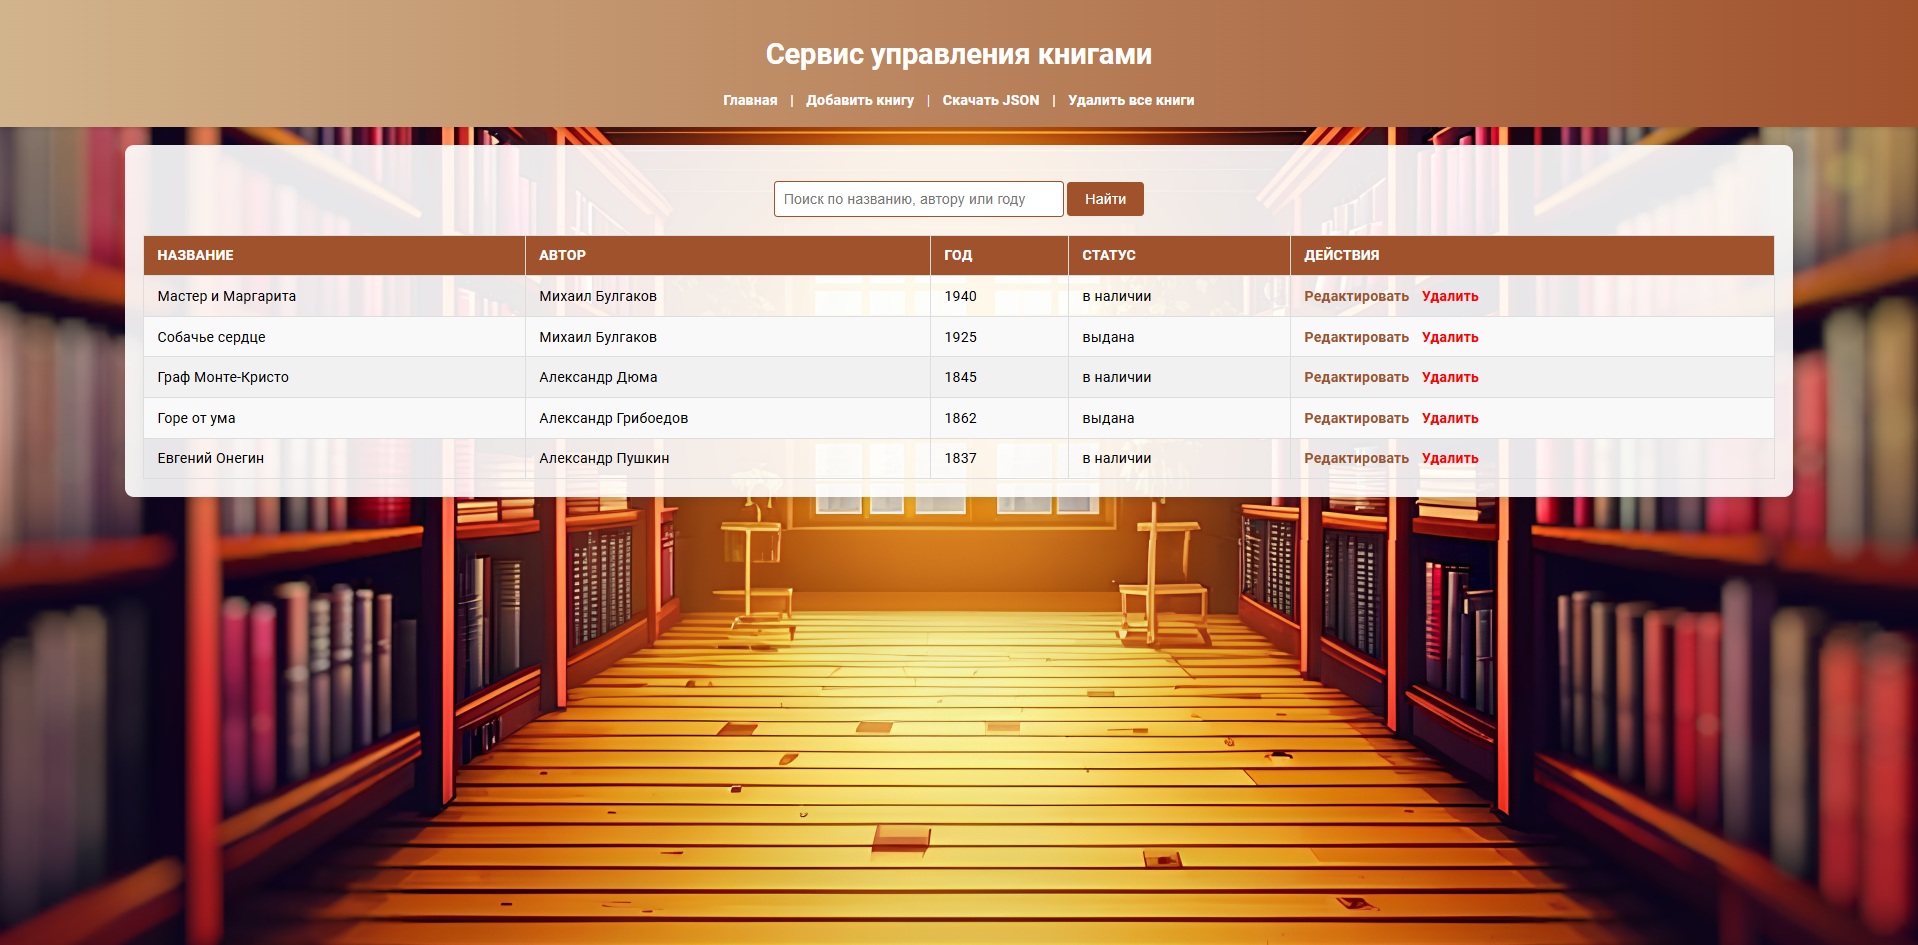 Сервис управления книгами
Главная | Добавить книгу | Скачать JSON | Удалить все книги
Поиск по названию, автору или году Найти
НАЗВАНИЕ АВТОР ГОД СТАТУС ДЕЙСТВИЯ
Мастер и Маргарита Михаил Булгаков 1940 в наличии Редактировать Удалить
Собачье сердце Михаил Булгаков 1925 выдана Редактировать Удалить
Граф Монте-Кристо Александр Дюма 1845 в наличии Редактировать Удалить
Горе от ума Александр Грибоедов 1862 выдана Редактировать Удалить
Евгений Онегин Александр Пушкин 1837 в наличии Редактировать Удалить